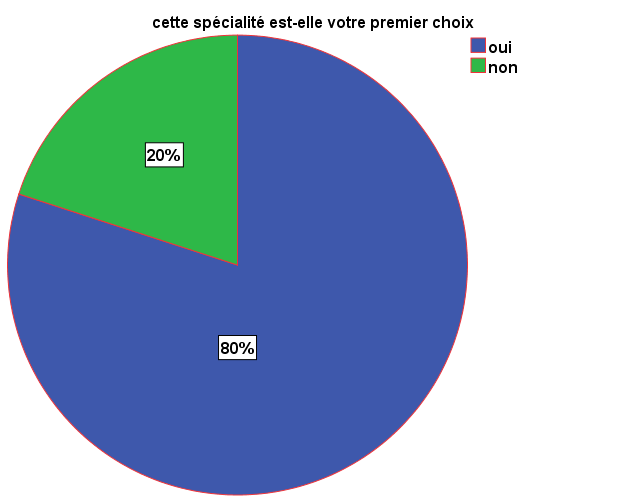 cette spécialité est-elle votre premier choix
oui
non
20%
80%